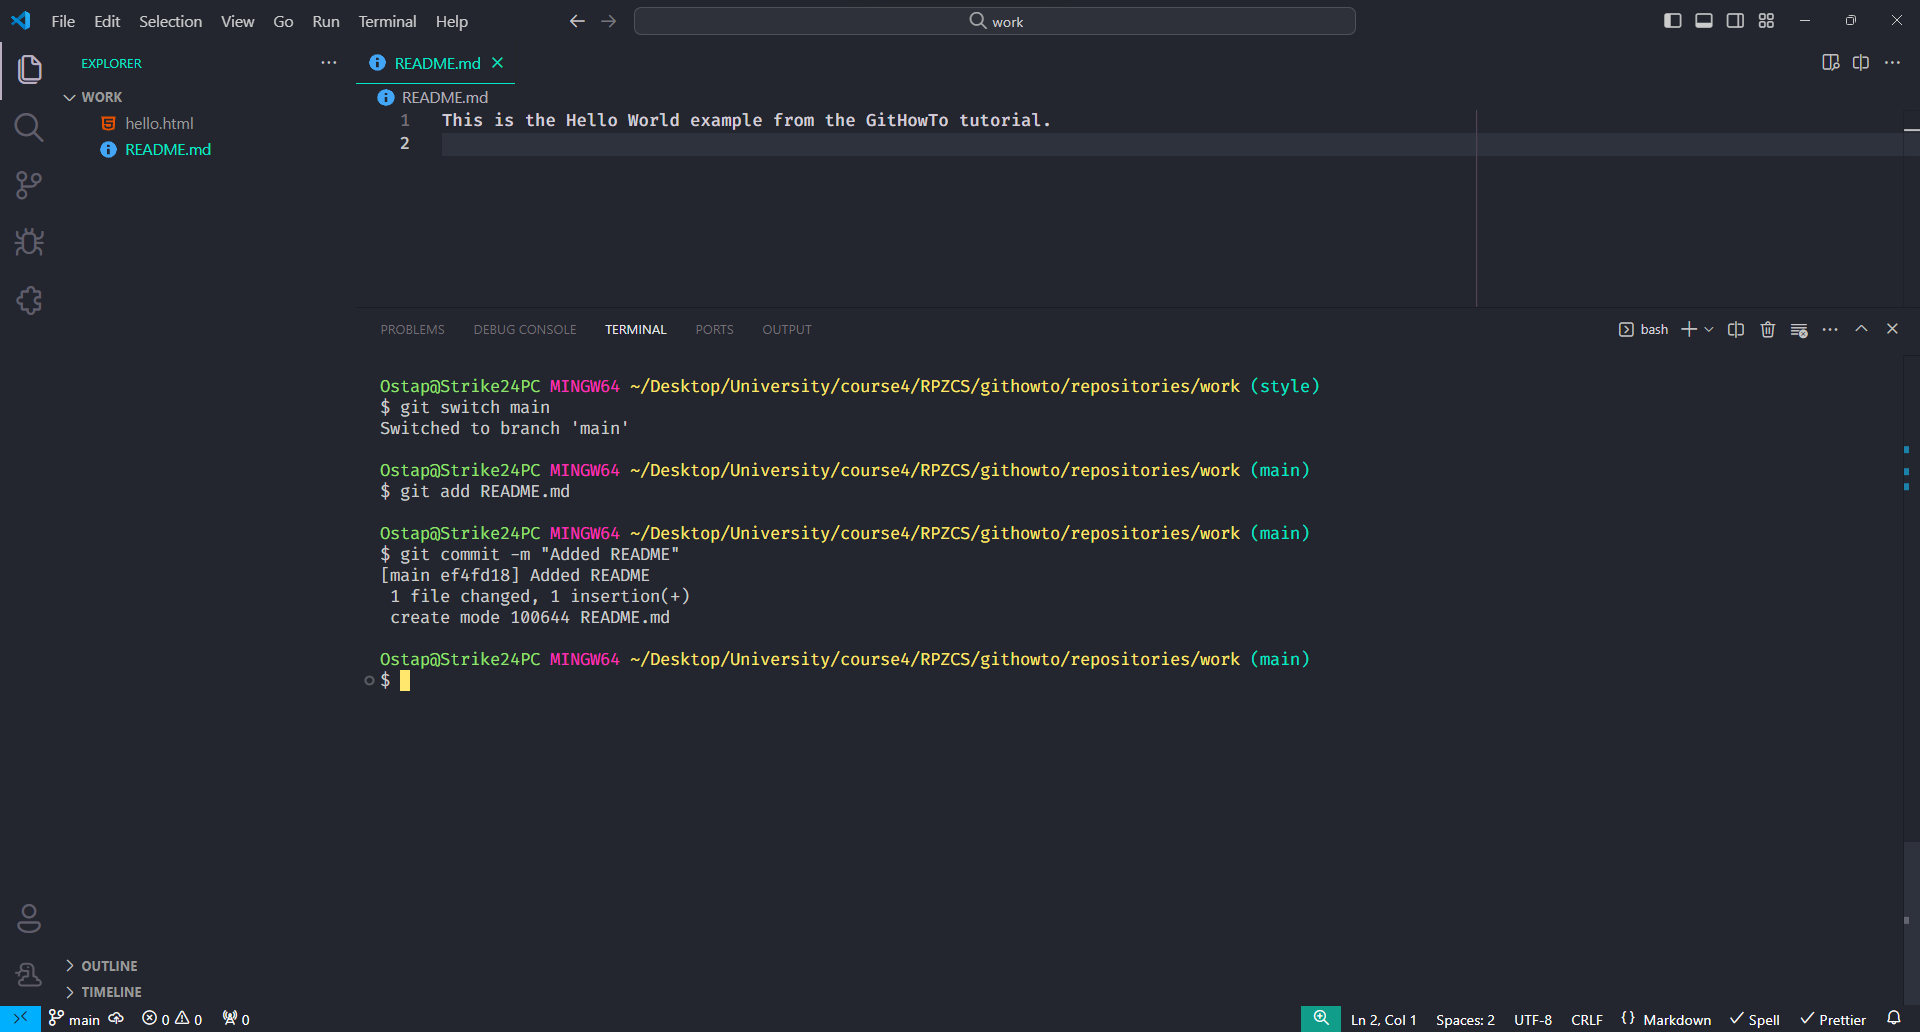 File Edit Selection View Go Run Terminal Help
work
EXPLORER
README.md
WORK
hello.html
README.md
README.md
1 This is the Hello World example from the GitHowTo tutorial.
2
PROBLEMS DEBUG CONSOLE TERMINAL PORTS OUTPUT
bash
Ostap@Strike24PC MINGW64 ~/Desktop/University/course4/RPZCS/githowto/repositories/work (style)
$ git switch main
Switched to branch 'main'
Ostap@Strike24PC MINGW64 ~/Desktop/University/course4/RPZCS/githowto/repositories/work (main)
$ git add README.md
Ostap@Strike24PC MINGW64 ~/Desktop/University/course4/RPZCS/githowto/repositories/work (main)
$ git commit -m "Added README"
[main ef4fd18] Added README
1 file changed, 1 insertion(+)
create mode 100644 README.md
Ostap@Strike24PC MINGW64 ~/Desktop/University/course4/RPZCS/githowto/repositories/work (main)
$
OUTLINE
TIMELINE
main 0 0 0 Ln 2, Col 1 Spaces: 2 UTF-8 CRLF {} Markdown Spell Prettier